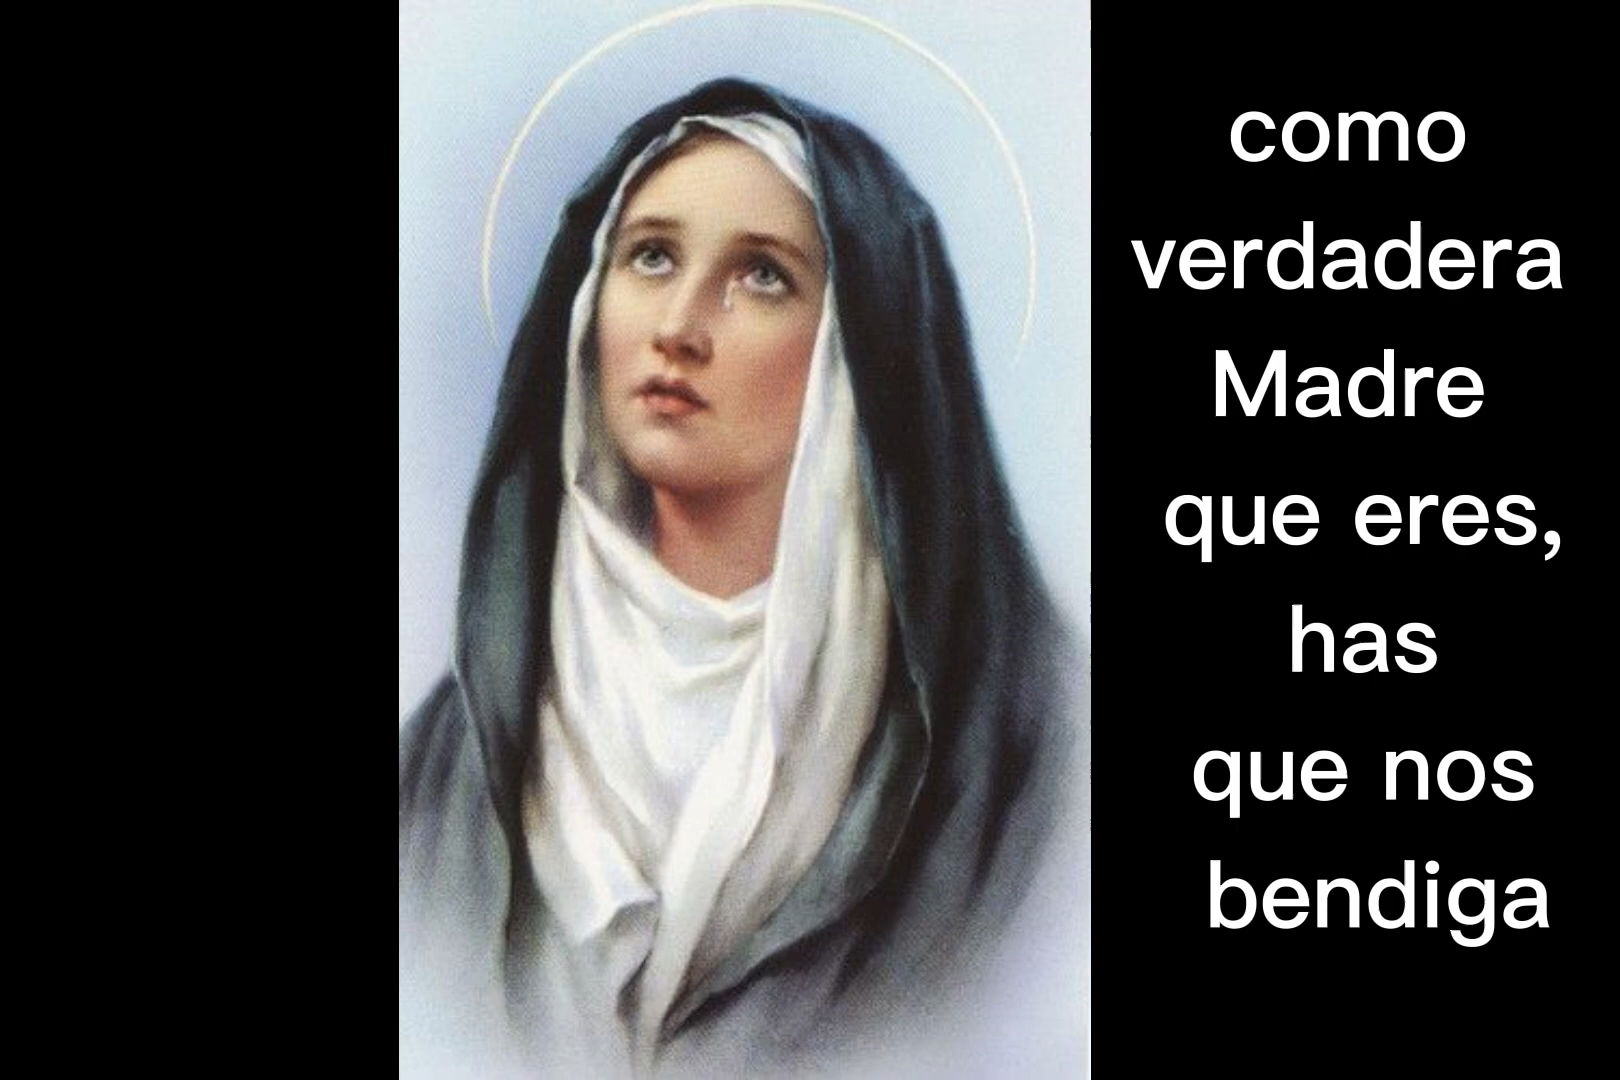 como
verdadera
Madre
que eres,
has
que nos
bendiga